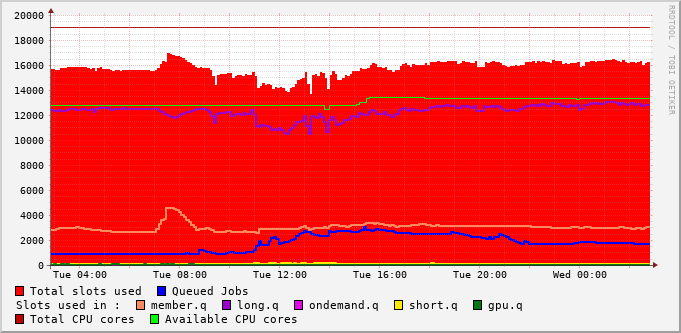 20000
18000
16000
14000
12000
10000
8000
6000
4000
2000
0
Tue 04:00 Tue 08:00 Tue 12:00 Tue 16:00 Tue 20:00 Wed 00:00
Total slots used Queued Jobs
Slots used in : member.q long.q ondemand.q short.q gpu.q
Total CPU cores Available CPU cores
RRDTOOL / TOBI OETIKER